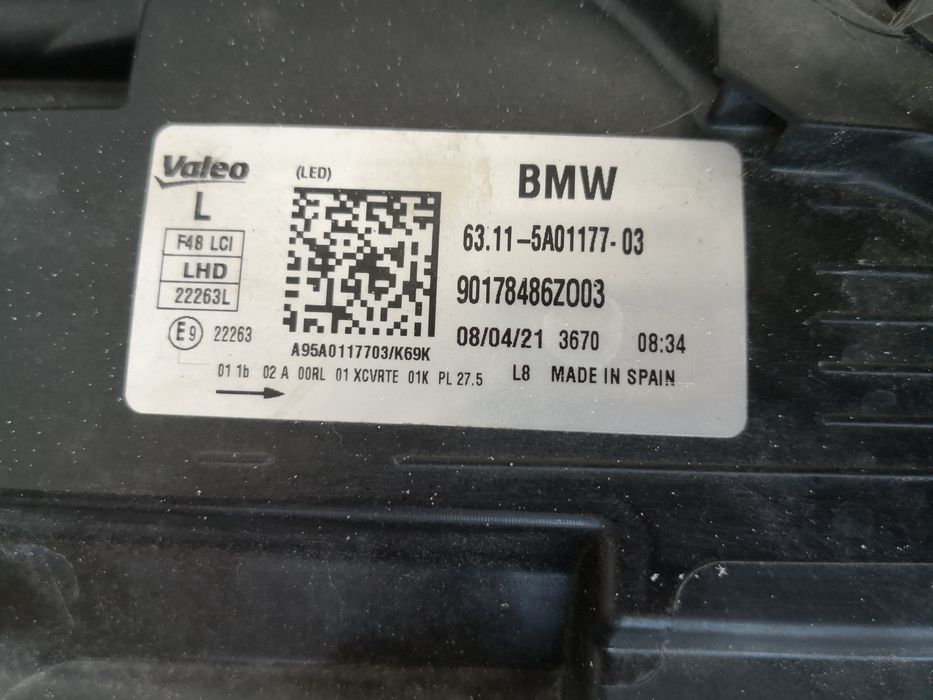 Valeo
(LED)
BMW
L
63.11-5A01177-03
F48 LCI
LHD
90178486Z003
22263L
E9 22263
08/04/21 3670 08:34
A95A0117703/K69K
01 1b 02 A 00RL 01 XCVRTE 01K PL 27.5 L8 MADE IN SPAIN